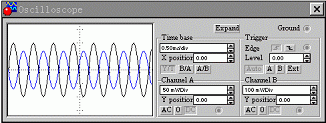 Oscilloscope
Expand
Ground
Time base
0.50ms/div
X position 0.00
Y/T B/A A/B
Trigger
Edge
Level 0.00
Auto A B Ext
Channel A
50 mV/Div
Y position 0.00
AC 0 DC
Channel B
100 mV/Div
Y position 0.00
AC 0 DC